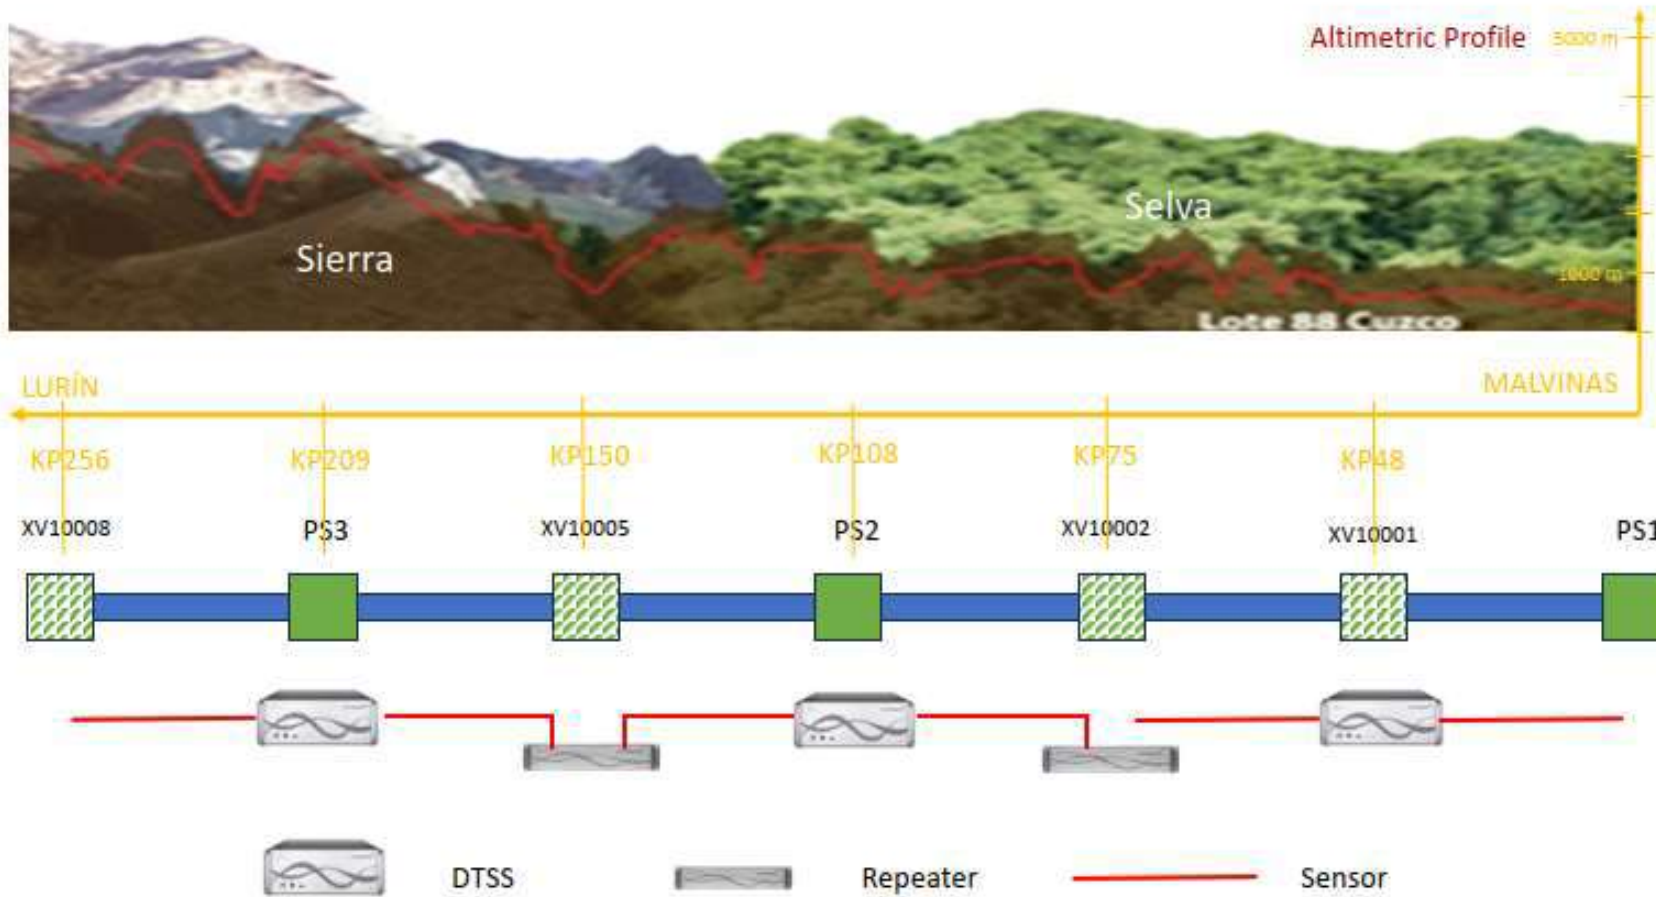 Altimetric Profile
5000 m
Selva
Sierra
1000 m
Lote 88 Cuzco
LURÍN
MALVINAS
KP256
KP209
KP150
KP108
KP75
KP48
XV10008
PS3
XV10005
PS2
XV10002
XV10001
PS1
DTSS
Repeater
Sensor